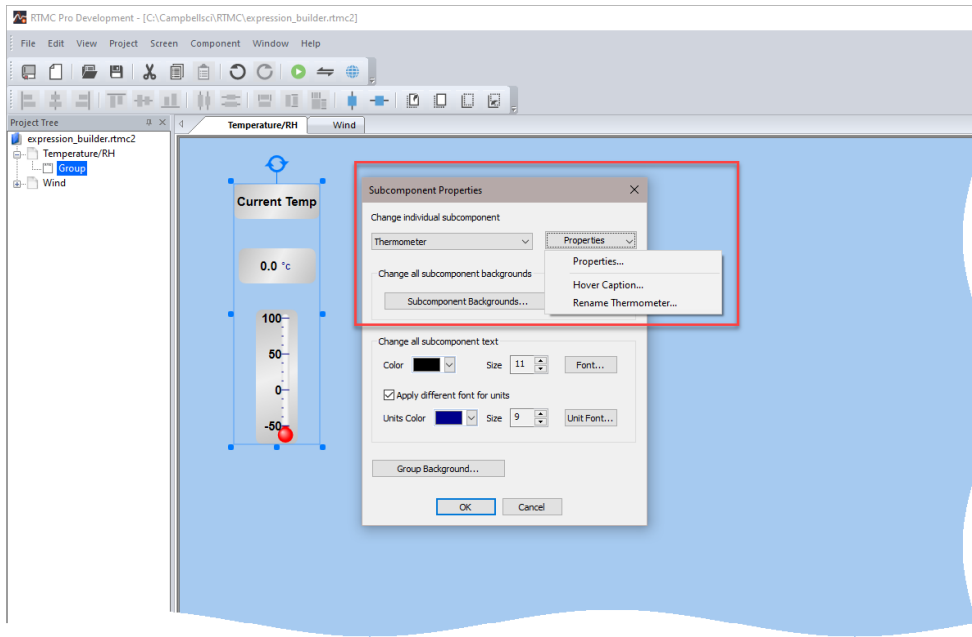 RTMC Pro Development - [C:\Campbellsci\RTMC\expression_builder.rtmc2]
File Edit View Project Screen Component Window Help
Project Tree
Temperature/RH Wind
expression_builder.rtmc2
Temperature/RH
Group
Wind
Current Temp
0.0 °c
100
50
0
-50
Subcomponent Properties
Change individual subcomponent
Thermometer Properties
Properties...
Hover Caption...
Rename Thermometer...
Change all subcomponent backgrounds
Subcomponent Backgrounds...
Change all subcomponent text
Color Size 11 Font...
Apply different font for units
Units Color Size 9 Unit Font...
Group Background...
OK Cancel